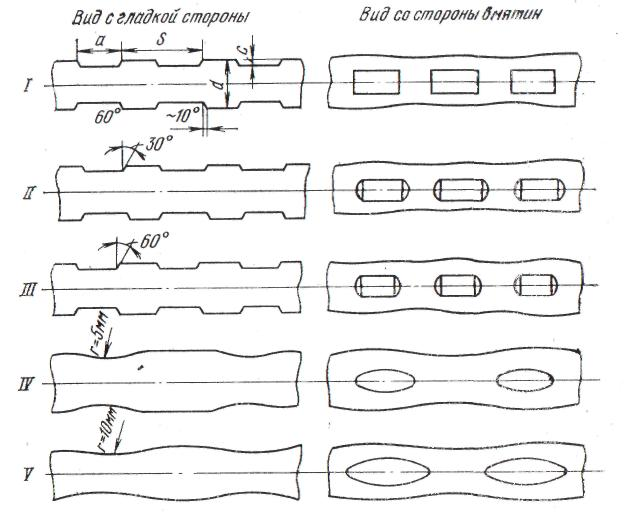 Вид с гладкой стороны
Вид со стороны вмятин
a
S
c
d
I
60°
~10°
30°
II
60°
III
r=5мм
IV
r=10мм
V